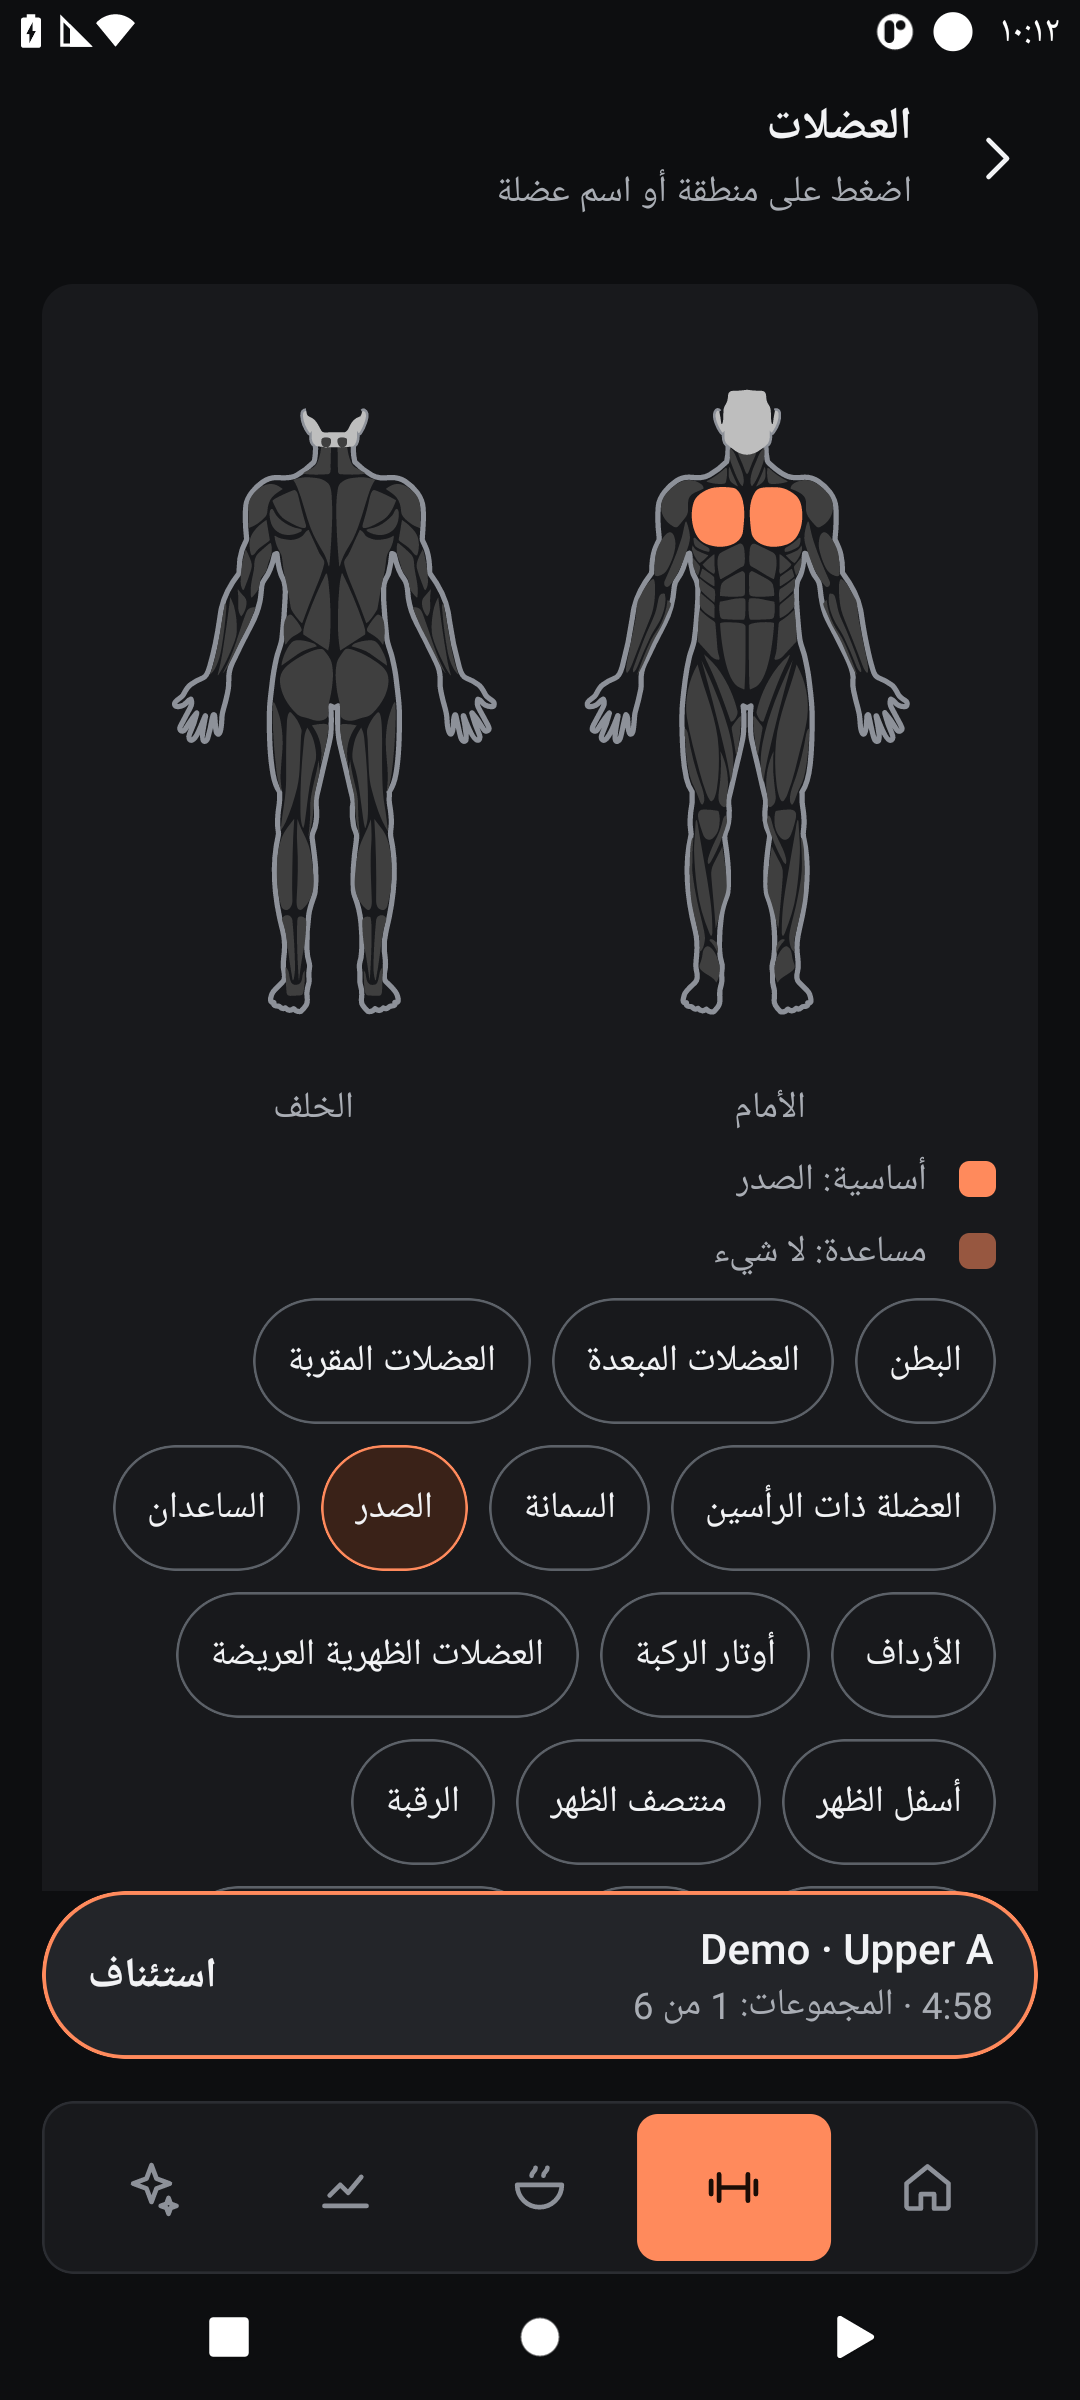 ١٠:١٢
العضلات
اضغط على منطقة أو اسم عضلة
الأمام
الخلف
أساسية: الصدر
مساعدة: لا شيء
البطن
العضلات المبعدة
العضلات المقربة
العضلة ذات الرأسين
السمانة
الصدر
الساعدان
الأرداف
أوتار الركبة
العضلات الظهرية العريضة
أسفل الظهر
منتصف الظهر
الرقبة
Demo · Upper A
4:58 · المجموعات: 1 من 6
استئناف